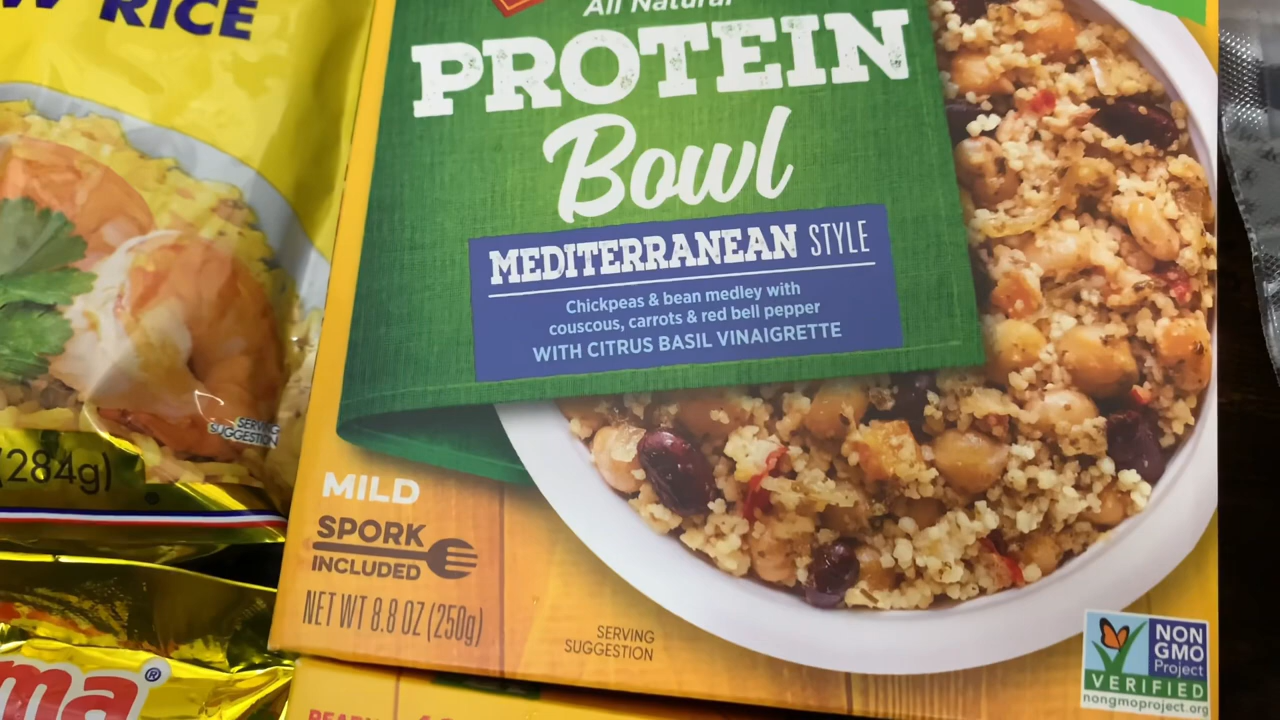 RICE
SERVING
SUGGESTION
(284g)
®
ma®
All Natural
PROTEIN
Bowl
MEDITERRANEAN STYLE
Chickpeas & bean medley with
couscous, carrots & red bell pepper
WITH CITRUS BASIL VINAIGRETTE
MILD
SPORK
INCLUDED
NET WT 8.8 OZ (250g)
SERVING
SUGGESTION
NON
GMO
Project
VERIFIED
nongmoproject.org